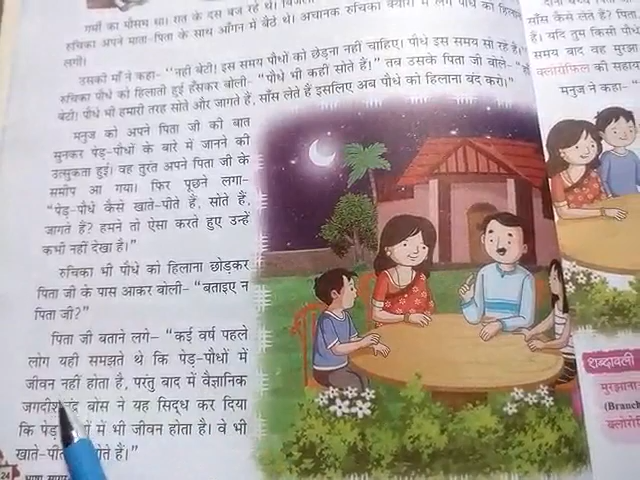 गर्मी का मौसम था। रात के दस बज रहे थे।
रुचिका अपने माता-पिता के साथ आँगन में बैठे थे। अचानक रुचिका क्यारी में लगे पौधे को हिलाने
लगी।
उसकी माँ ने कहा- "नहीं बेटी! इस समय पौधों को छेड़ना नहीं चाहिए। पौधे इस समय सो रहे हैं।"
रुचिका पौधों को हिलाती हुई हँसकर बोली- "पौधे भी कहीं सोते हैं।" तब उसके पिता जी बोले-
बेटी! पौधे भी हमारी तरह सोते और जागते हैं, साँस लेते हैं इसलिए अब पौधे को हिलाना बंद करो।"
मनुज को अपने पिता जी की बात
सुनकर पेड़-पौधों के बारे में जानने की
उत्सुकता हुई। वह तुरंत अपने पिता जी के
समीप आ गया। फिर पूछने लगा-
"पेड़-पौधे कैसे खाते-पीते हैं, सोते हैं,
जागते हैं? हमने तो ऐसा करते हुए उन्हें
कभी नहीं देखा है।"
रुचिका भी पौधे को हिलाना छोड़कर
पिता जी के पास आकर बोली- "बताइए न
पिता जी?"
पिता जी बताने लगे- "कई वर्ष पहले
लोग यही समझते थे कि पेड़-पौधों में
जीवन नहीं होता है, परंतु बाद में वैज्ञानिक
जगदीशचंद्र बोस ने यह सिद्ध कर दिया
कि पेड़ में भी जीवन होता है। वे भी
खाते-पीते होते हैं।"
24
भाषा सागर
साँस कैसे लेते हैं? पिता
हैं। यदि तुम किसी पौधे
समय बाद वह मुरझा
क्लोरोफिल की सहाय
मनुज ने कहा-
शब्दावली
मुरझाना
(Branch
क्लोरो